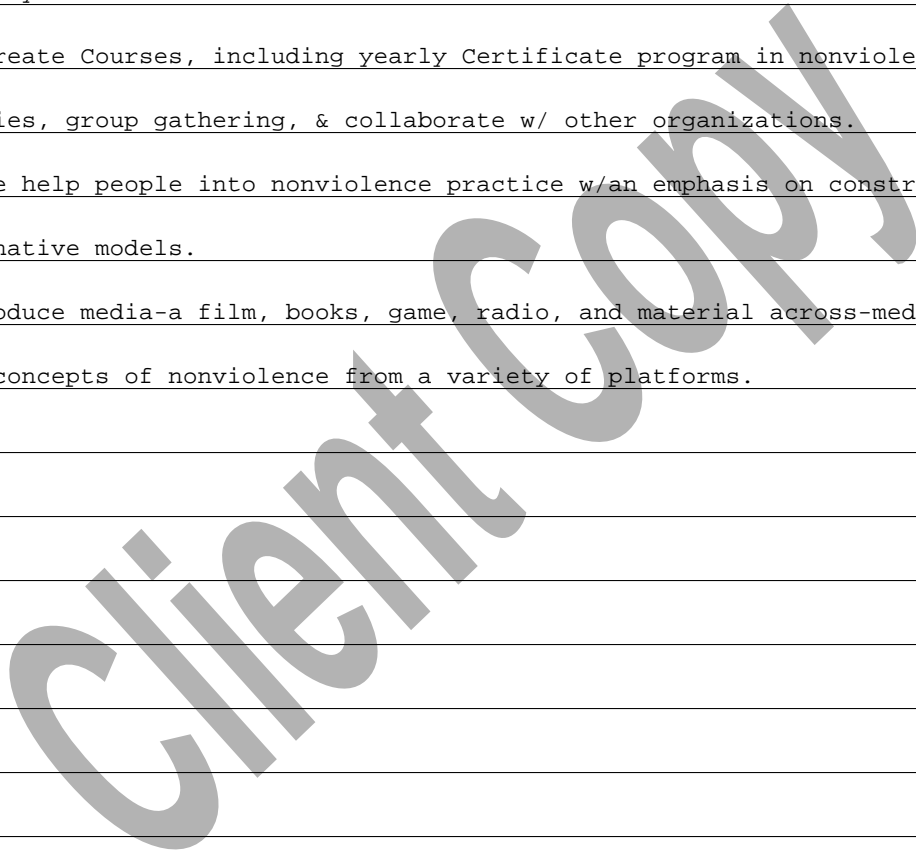 reate Courses, including yearly Certificate program in nonviole
ies, group gathering, & collaborate w/ other organizations.
e help people into nonviolence practice w/an emphasis on constr
native models.
oduce media-a film, books, game, radio, and material across-med
concepts of nonviolence from a variety of platforms.
Client Copy